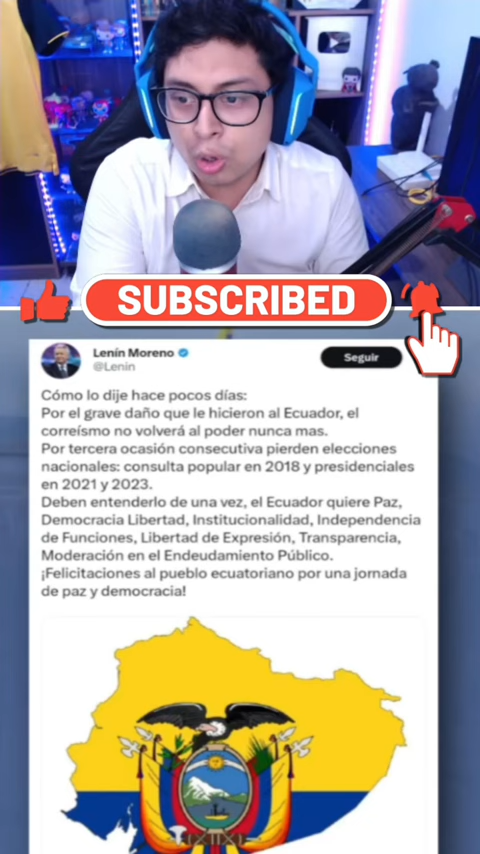 SUBSCRIBED
Lenín Moreno
@Lenin
Seguir
Cómo lo dije hace pocos días:
Por el grave daño que le hicieron al Ecuador, el
correísmo no volverá al poder nunca mas.
Por tercera ocasión consecutiva pierden elecciones
nacionales: consulta popular en 2018 y presidenciales
en 2021 y 2023.
Deben entenderlo de una vez, el Ecuador quiere Paz,
Democracia Libertad, Institucionalidad, Independencia
de Funciones, Libertad de Expresión, Transparencia,
Moderación en el Endeudamiento Público.
¡Felicitaciones al pueblo ecuatoriano por una jornada
de paz y democracia!